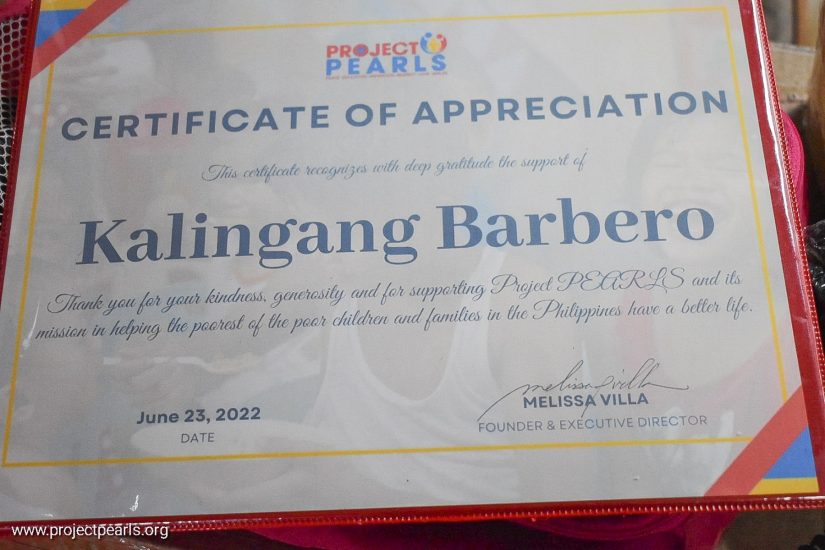 PROJECT
PEARLS
CERTIFICATE OF APPRECIATION
This certificate recognizes with deep gratitude the support of
Kalingang Barbero
Thank you for your kindness, generosity and for supporting Project PEARLS and its
mission in helping the poorest of the poor children and families in the Philippines have a better life.
melissa villa
June 23, 2022
MELISSA VILLA
DATE
FOUNDER & EXECUTIVE DIRECTOR
www.projectpearls.org